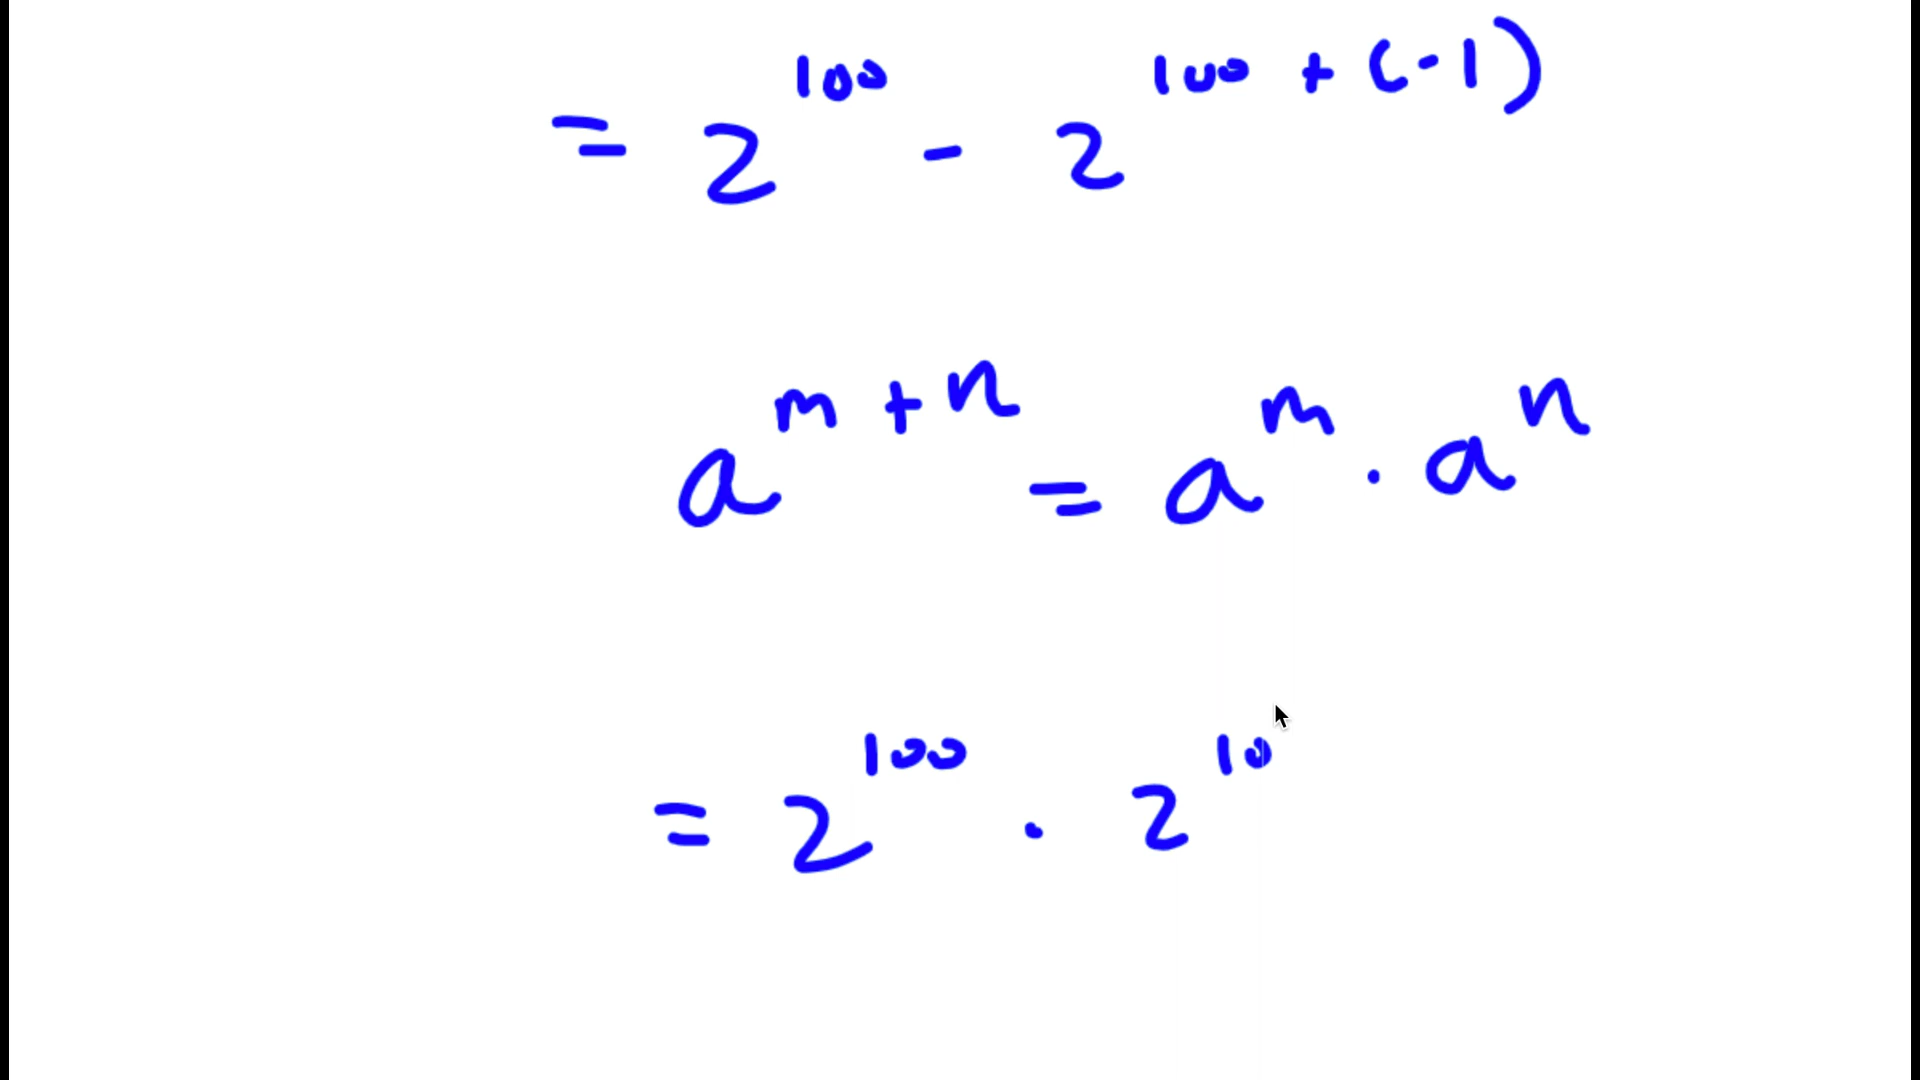 = 2^100 - 2^100 + (-1)
a^m + n = a^m · a^n
= 2^100 · 2^10